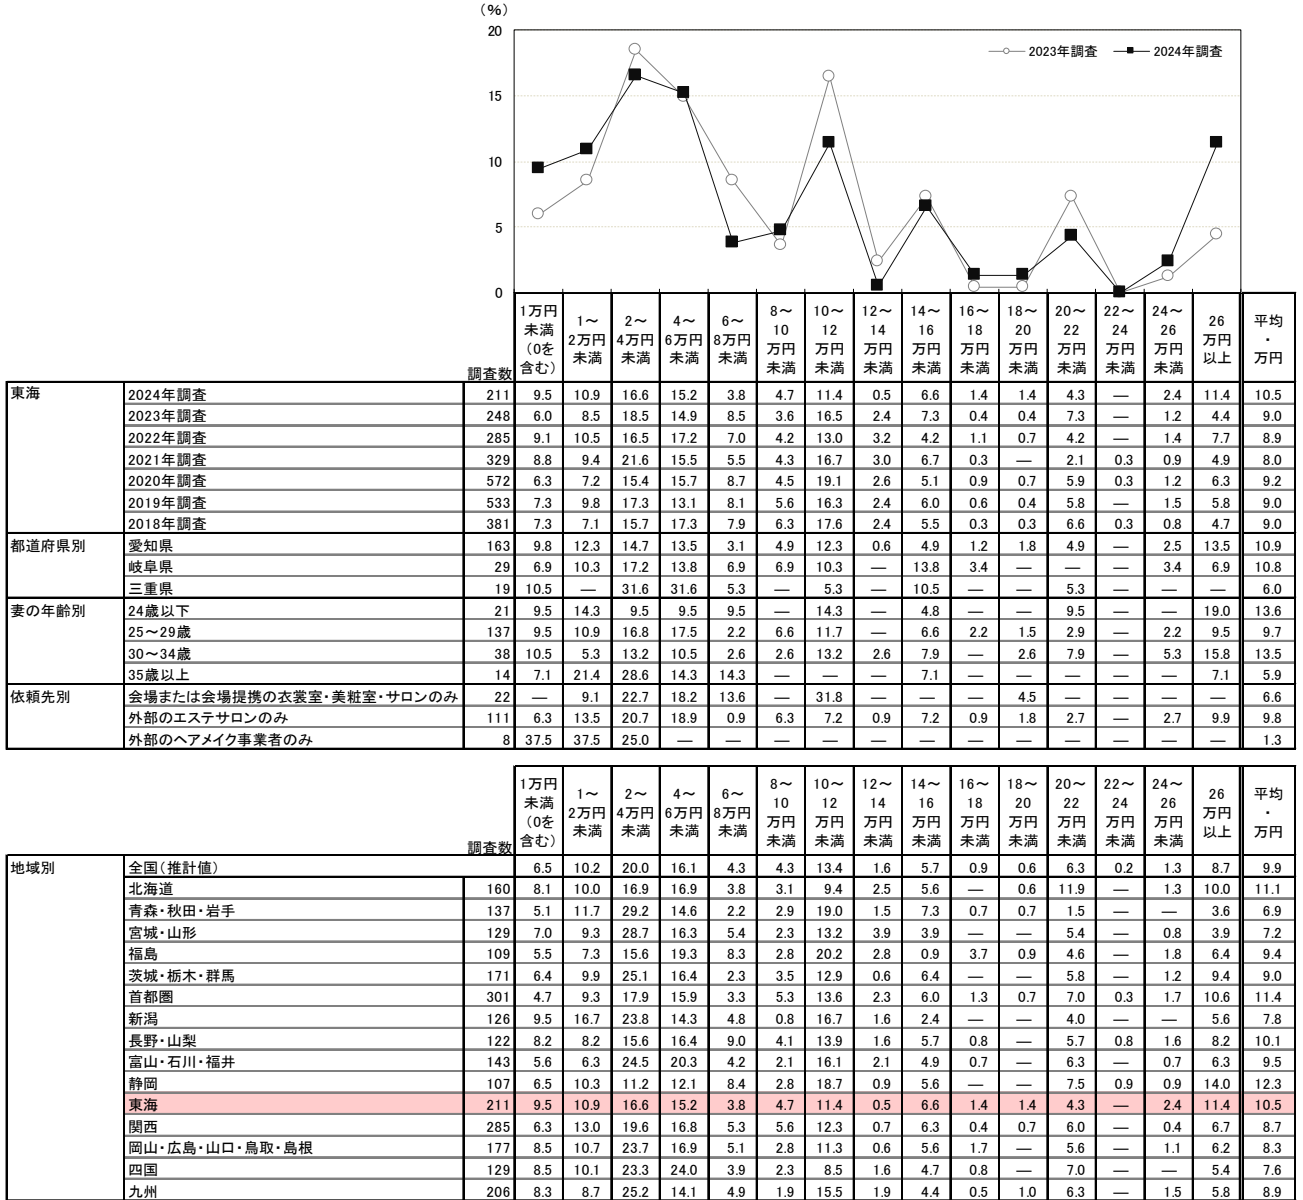 （%）
20
15
10
5
0
2023年調査 2024年調査
調査数 1万円未満（0を含む） 1～2万円未満 2～4万円未満 4～6万円未満 6～8万円未満 8～10万円未満 10～12万円未満 12～14万円未満 14～16万円未満 16～18万円未満 18～20万円未満 20～22万円未満 22～24万円未満 24～26万円未満 26万円以上 平均・万円
東海 2024年調査 211 9.5 10.9 16.6 15.2 3.8 4.7 11.4 0.5 6.6 1.4 1.4 4.3 — 2.4 11.4 10.5
2023年調査 248 6.0 8.5 18.5 14.9 8.5 3.6 16.5 2.4 7.3 0.4 0.4 7.3 — 1.2 4.4 9.0
2022年調査 285 9.1 10.5 16.5 17.2 7.0 4.2 13.0 3.2 4.2 1.1 0.7 4.2 — 1.4 7.7 8.9
2021年調査 329 8.8 9.4 21.6 15.5 5.5 4.3 16.7 3.0 6.7 0.3 — 2.1 0.3 0.9 4.9 8.0
2020年調査 572 6.3 7.2 15.4 15.7 8.7 4.5 19.1 2.6 5.1 0.9 0.7 5.9 0.3 1.2 6.3 9.2
2019年調査 533 7.3 9.8 17.3 13.1 8.1 5.6 16.3 2.4 6.0 0.6 0.4 5.8 — 1.5 5.8 9.0
2018年調査 381 7.3 7.1 15.7 17.3 7.9 6.3 17.6 2.4 5.5 0.3 0.3 6.6 0.3 0.8 4.7 9.0
都道府県別 愛知県 163 9.8 12.3 14.7 13.5 3.1 4.9 12.3 0.6 4.9 1.2 1.8 4.9 — 2.5 13.5 10.9
岐阜県 29 6.9 10.3 17.2 13.8 6.9 6.9 10.3 — 13.8 3.4 — — — 3.4 6.9 10.8
三重県 19 10.5 — 31.6 31.6 5.3 — 5.3 — 10.5 — — 5.3 — — — 6.0
妻の年齢別 24歳以下 21 9.5 14.3 9.5 9.5 9.5 — 14.3 — 4.8 — — 9.5 — — 19.0 13.6
25～29歳 137 9.5 10.9 16.8 17.5 2.2 6.6 11.7 — 6.6 2.2 1.5 2.9 — 2.2 9.5 9.7
30～34歳 38 10.5 5.3 13.2 10.5 2.6 2.6 13.2 2.6 7.9 — 2.6 7.9 — 5.3 15.8 13.5
35歳以上 14 7.1 21.4 28.6 14.3 14.3 — — — 7.1 — — — — — 7.1 5.9
依頼先別 会場または会場提携の衣裳室・美粧室・サロンのみ 22 — 9.1 22.7 18.2 13.6 — 31.8 — — — 4.5 — — — — 6.6
外部のエステサロンのみ 111 6.3 13.5 20.7 18.9 0.9 6.3 7.2 0.9 7.2 0.9 1.8 2.7 — 2.7 9.9 9.8
外部のヘアメイク事業者のみ 8 37.5 37.5 25.0 — — — — — — — — — — — — 1.3
調査数 1万円未満（0を含む） 1～2万円未満 2～4万円未満 4～6万円未満 6～8万円未満 8～10万円未満 10～12万円未満 12～14万円未満 14～16万円未満 16～18万円未満 18～20万円未満 20～22万円未満 22～24万円未満 24～26万円未満 26万円以上 平均・万円
地域別 全国（推計値） 6.5 10.2 20.0 16.1 4.3 4.3 13.4 1.6 5.7 0.9 0.6 6.3 0.2 1.3 8.7 9.9
北海道 160 8.1 10.0 16.9 16.9 3.8 3.1 9.4 2.5 5.6 — 0.6 11.9 — 1.3 10.0 11.1
青森・秋田・岩手 137 5.1 11.7 29.2 14.6 2.2 2.9 19.0 1.5 7.3 0.7 0.7 1.5 — — 3.6 6.9
宮城・山形 129 7.0 9.3 28.7 16.3 5.4 2.3 13.2 3.9 3.9 — — 5.4 — 0.8 3.9 7.2
福島 109 5.5 7.3 15.6 19.3 8.3 2.8 20.2 2.8 0.9 3.7 0.9 4.6 — 1.8 6.4 9.4
茨城・栃木・群馬 171 6.4 9.9 25.1 16.4 2.3 3.5 12.9 0.6 6.4 — — 5.8 — 1.2 9.4 9.0
首都圏 301 4.7 9.3 17.9 15.9 3.3 5.3 13.6 2.3 6.0 1.3 0.7 7.0 0.3 1.7 10.6 11.4
新潟 126 9.5 16.7 23.8 14.3 4.8 0.8 16.7 1.6 2.4 — — 4.0 — — 5.6 7.8
長野・山梨 122 8.2 8.2 15.6 16.4 9.0 4.1 13.9 1.6 5.7 0.8 — 5.7 0.8 1.6 8.2 10.1
富山・石川・福井 143 5.6 6.3 24.5 20.3 4.2 2.1 16.1 2.1 4.9 0.7 — 6.3 — 0.7 6.3 9.5
静岡 107 6.5 10.3 11.2 12.1 8.4 2.8 18.7 0.9 5.6 — — 7.5 0.9 0.9 14.0 12.3
東海 211 9.5 10.9 16.6 15.2 3.8 4.7 11.4 0.5 6.6 1.4 1.4 4.3 — 2.4 11.4 10.5
関西 285 6.3 13.0 19.6 16.8 5.3 5.6 12.3 0.7 6.3 0.4 0.7 6.0 — 0.4 6.7 8.7
岡山・広島・山口・鳥取・島根 177 8.5 10.7 23.7 16.9 5.1 2.8 11.3 0.6 5.6 1.7 — 5.6 — 1.1 6.2 8.3
四国 129 8.5 10.1 23.3 24.0 3.9 2.3 8.5 1.6 4.7 0.8 — 7.0 — — 5.4 7.6
九州 206 8.3 8.7 25.2 14.1 4.9 1.9 15.5 1.9 4.4 0.5 1.0 6.3 — 1.5 5.8 8.9